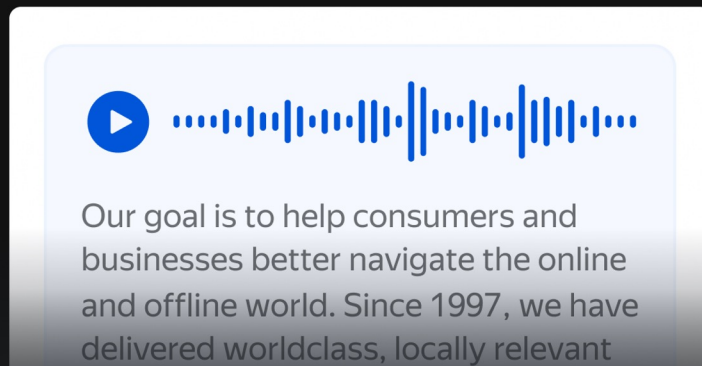 Our goal is to help consumers and
businesses better navigate the online
and offline world. Since 1997, we have
delivered worldclass, locally relevant